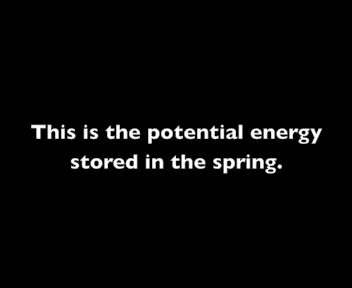 This is the potential energy
stored in the spring.